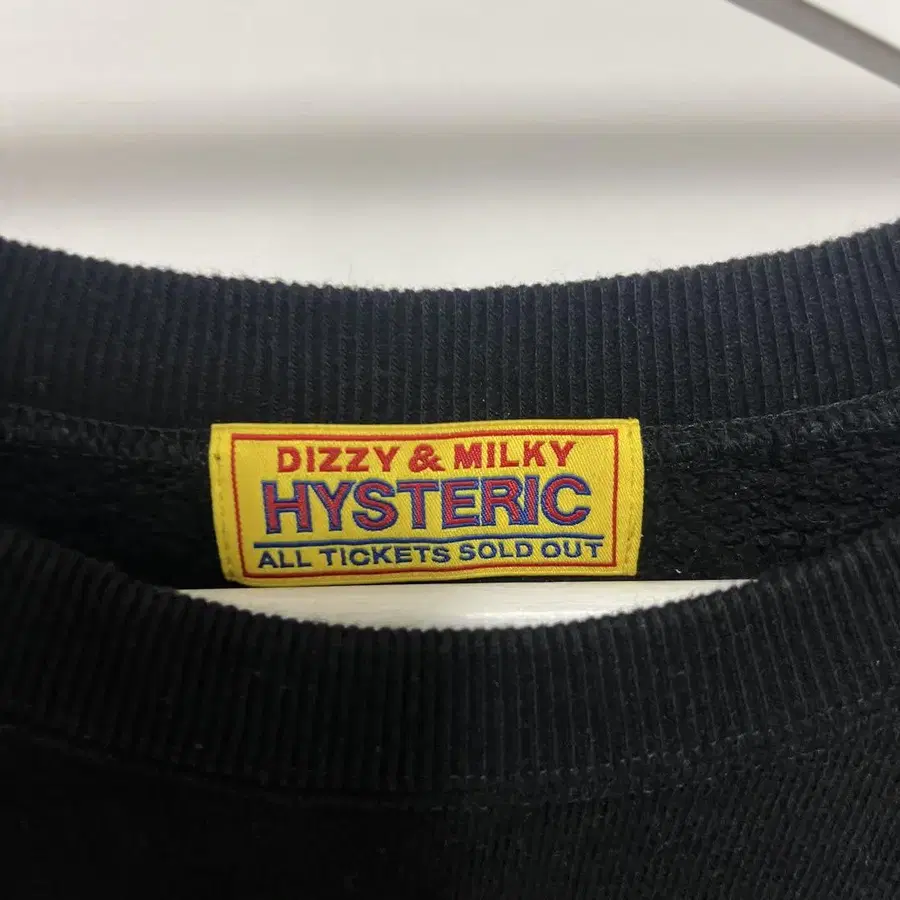 DIZZY & MILKY
HYSTERIC
ALL TICKETS SOLD OUT